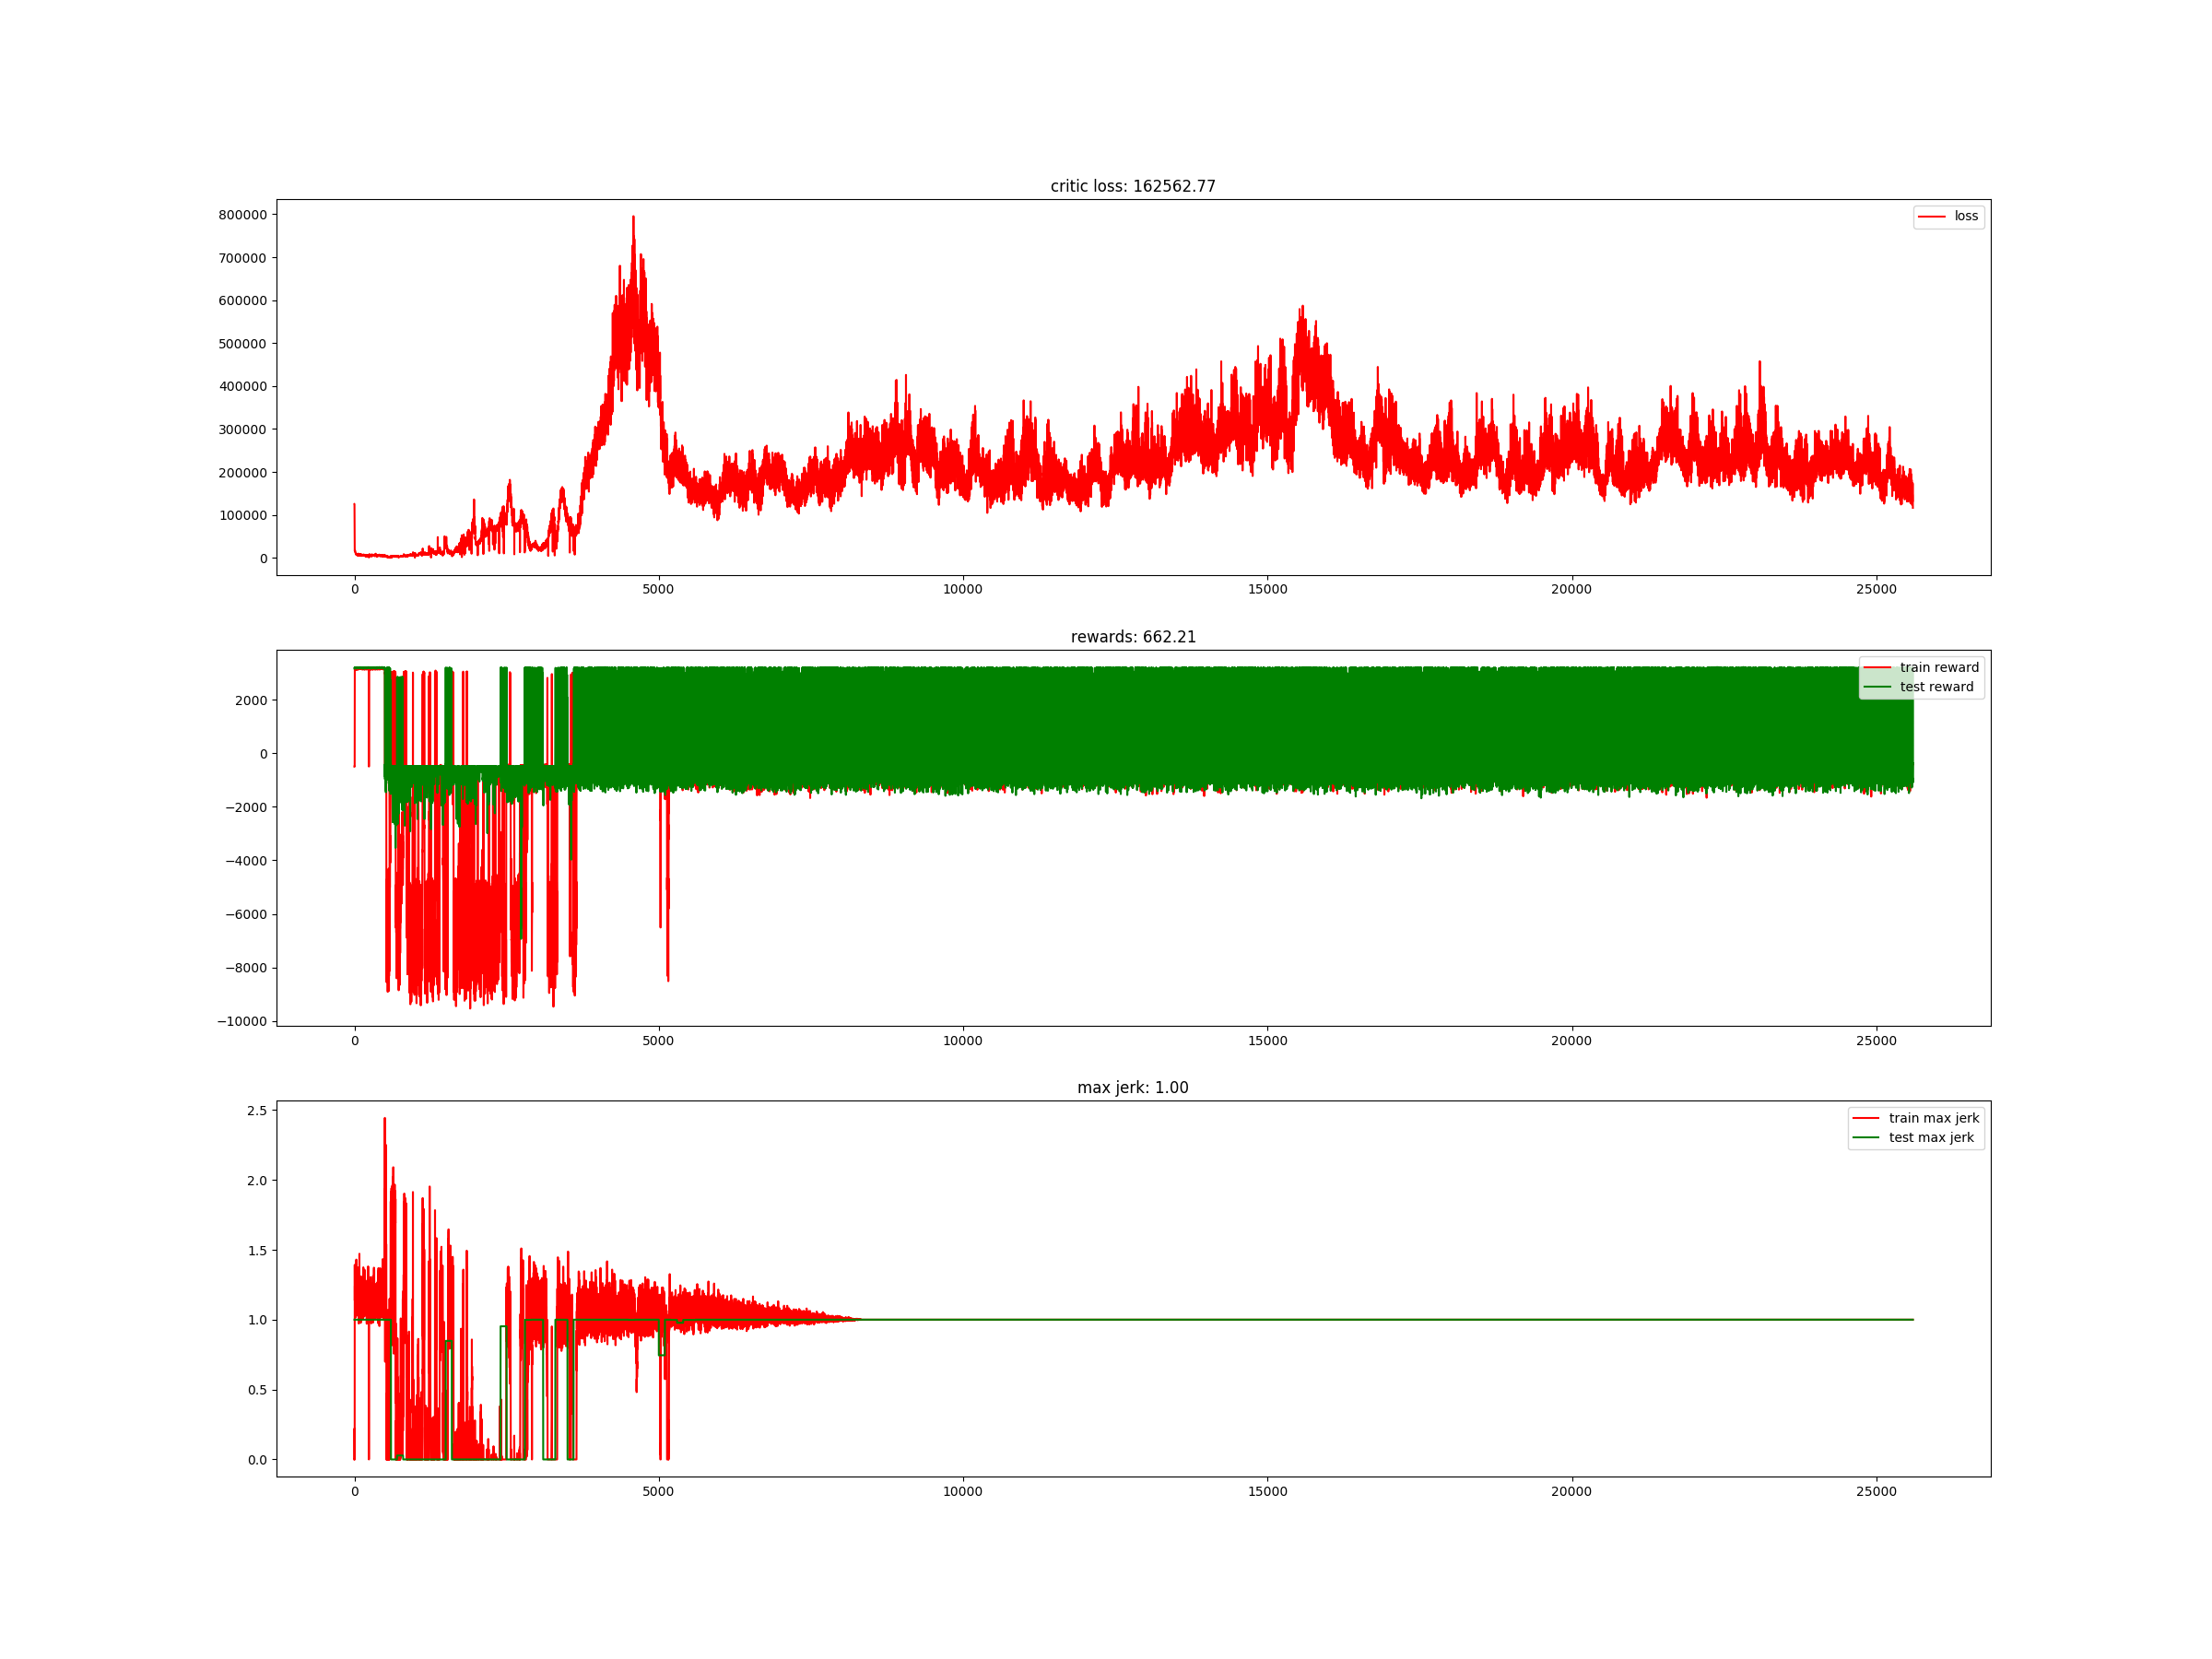 critic loss: 162562.77
800000
700000
600000
500000
400000
300000
200000
100000
0
loss
0 5000 10000 15000 20000 25000
rewards: 662.21
2000
0
−2000
−4000
−6000
−8000
−10000
train reward
test reward
0 5000 10000 15000 20000 25000
max jerk: 1.00
2.5
2.0
1.5
1.0
0.5
0.0
train max jerk
test max jerk
0 5000 10000 15000 20000 25000